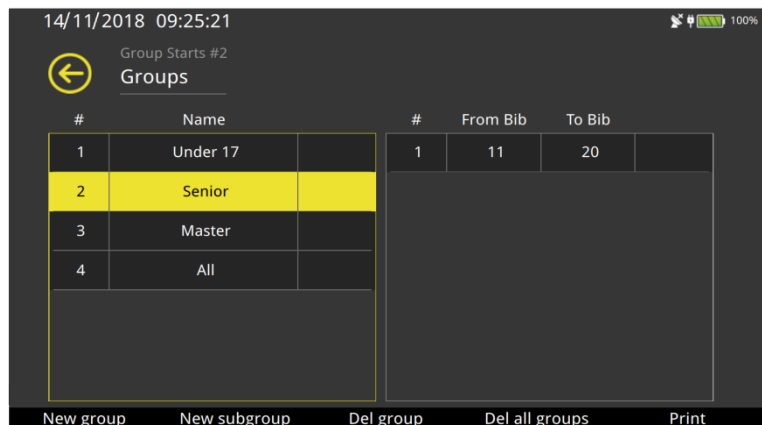 14/11/2018 09:25:21 100%
Group Starts #2
Groups
# Name # From Bib To Bib
1 Under 17 1 11 20
2 Senior
3 Master
4 All
New group New subgroup Del group Del all groups Print